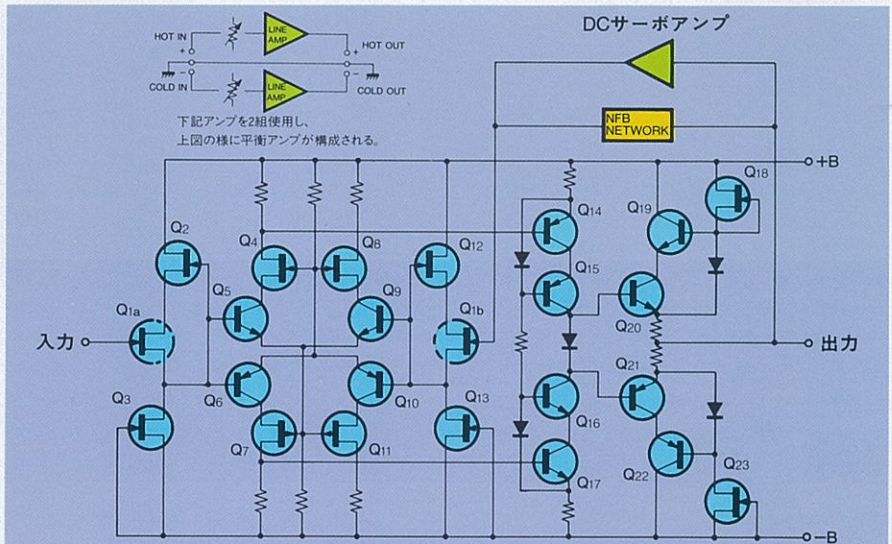 DCサーボアンプ
HOT IN
+
LINE AMP
+ HOT OUT
−
COLD IN
LINE AMP
−
COLD OUT
下記アンプを2組使用し、
上図の様に平衡アンプが構成される。
NFB NETWORK
+B
Q18
Q2
Q4
Q8
Q12
Q14
Q19
Q5
Q9
Q15
Q1a
Q1b
Q20
入力
出力
Q3
Q6
Q10
Q13
Q21
Q16
Q7
Q11
Q17
Q22
Q23
−B